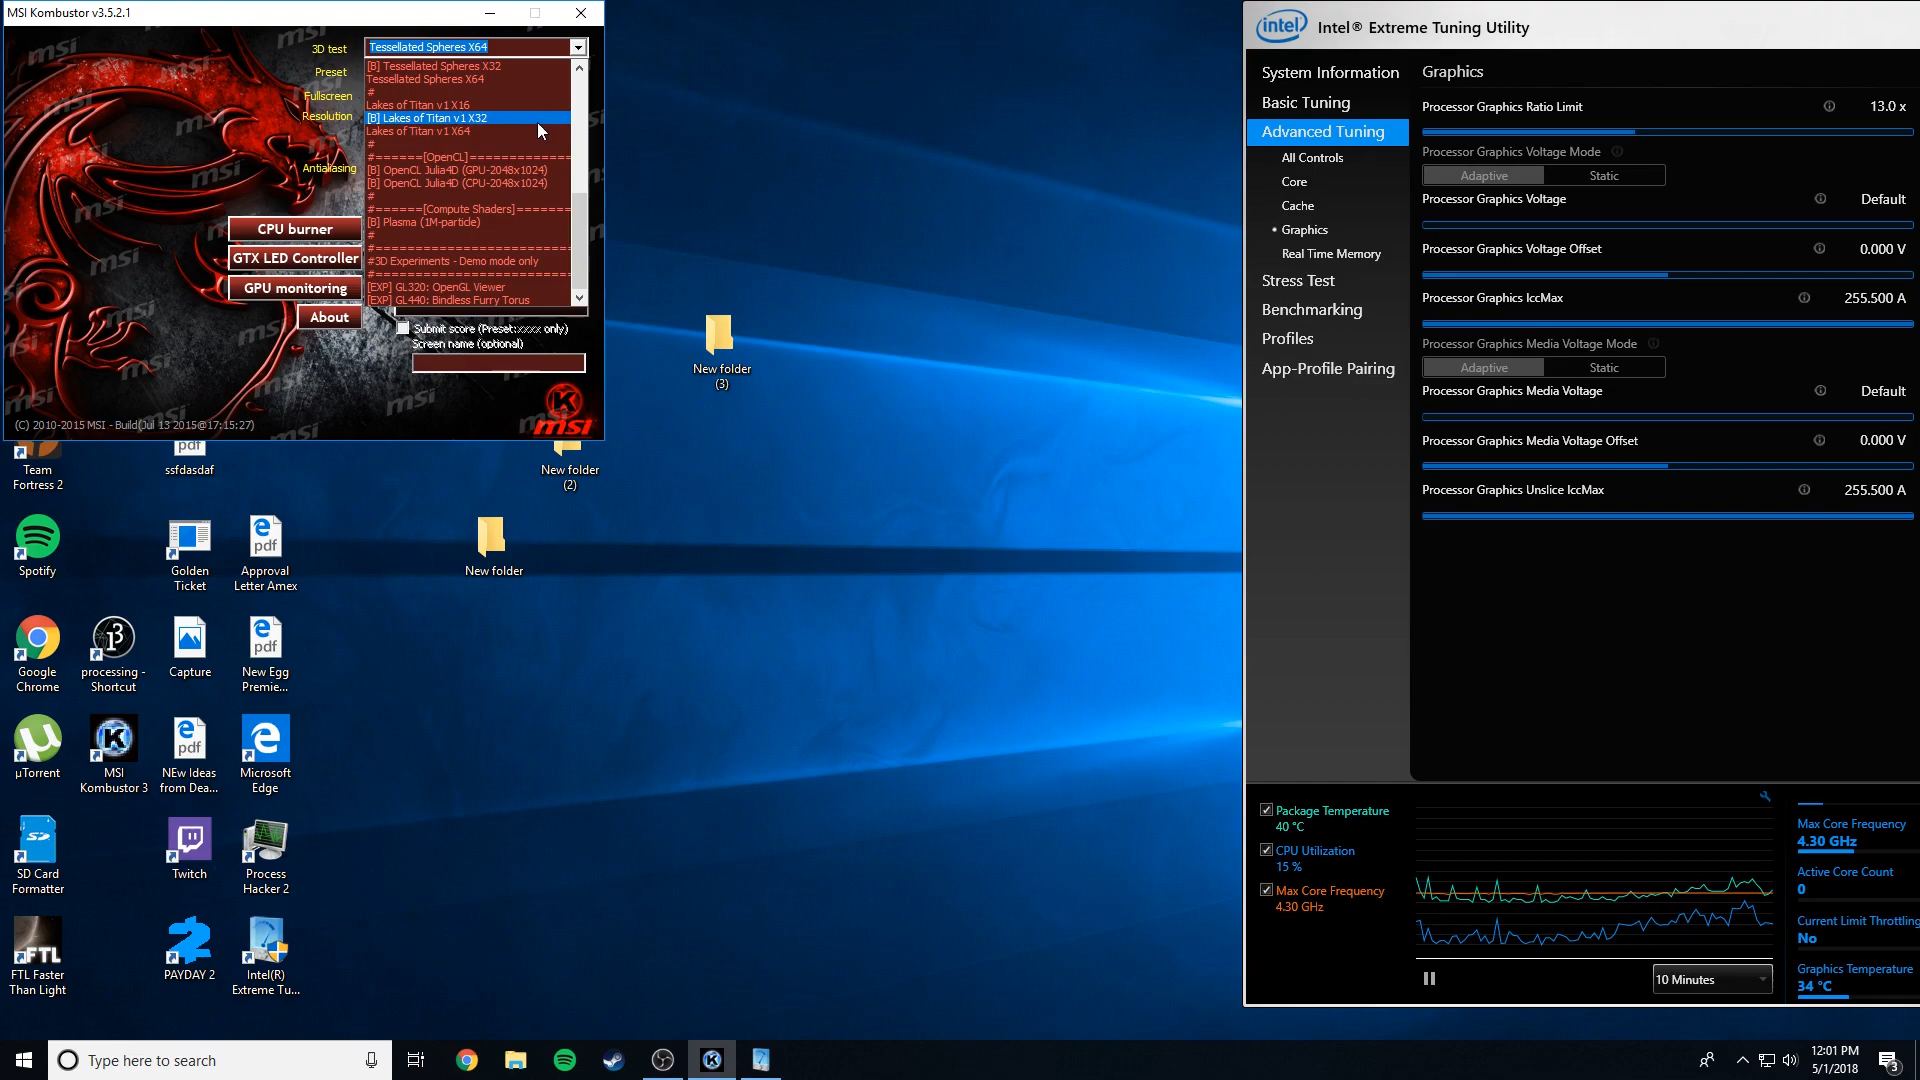 MSI Kombustor v3.5.2.1
3D test
Tessellated Spheres X64
Preset
Fullscreen
Resolution
Antialiasing
[B] Tessellated Spheres X32
Tessellated Spheres X64
#
Lakes of Titan v1 X16
[B] Lakes of Titan v1 X32
Lakes of Titan v1 X64
#
#======[OpenCL]=============
[B] OpenCL Julia4D (GPU-2048x1024)
[B] OpenCL Julia4D (CPU-2048x1024)
#
#======[Compute Shaders]=======
[B] Plasma (1M-particle)
#
#=========================
#3D Experiments - Demo mode only
#=========================
[EXP] GL320: OpenGL Viewer
[EXP] GL440: Bindless Furry Torus
CPU burner
GTX LED Controller
GPU monitoring
About
Submit score (Preset:xxxx only)
Screen name (optional)
msi
(C) 2010-2015 MSI - Build(Jul 13 2015@17:15:27)
Team
Fortress 2
pdf
ssfdasdaf
New folder
(2)
New folder
(3)
Spotify
Golden
Ticket
pdf
Approval
Letter Amex
New folder
Google
Chrome
processing -
Shortcut
Capture
pdf
New Egg
Premie...
µTorrent
MSI
Kombustor 3
pdf
NEw Ideas
from Dea...
Microsoft
Edge
SD Card
Formatter
Twitch
Process
Hacker 2
FTL
FTL Faster
Than Light
PAYDAY 2
Intel(R)
Extreme Tu...
intel
Intel® Extreme Tuning Utility
System Information
Basic Tuning
Advanced Tuning
All Controls
Core
Cache
• Graphics
Real Time Memory
Stress Test
Benchmarking
Profiles
App-Profile Pairing
Graphics
Processor Graphics Ratio Limit 13.0 x
Processor Graphics Voltage Mode
Adaptive Static
Processor Graphics Voltage Default
Processor Graphics Voltage Offset 0.000 V
Processor Graphics IccMax 255.500 A
Processor Graphics Media Voltage Mode
Adaptive Static
Processor Graphics Media Voltage Default
Processor Graphics Media Voltage Offset 0.000 V
Processor Graphics Unslice IccMax 255.500 A
Package Temperature
40 °C
CPU Utilization
15 %
Max Core Frequency
4.30 GHz
10 Minutes
Max Core Frequency
4.30 GHz
Active Core Count
0
Current Limit Throttling
No
Graphics Temperature
34 °C
Type here to search
12:01 PM
5/1/2018
3